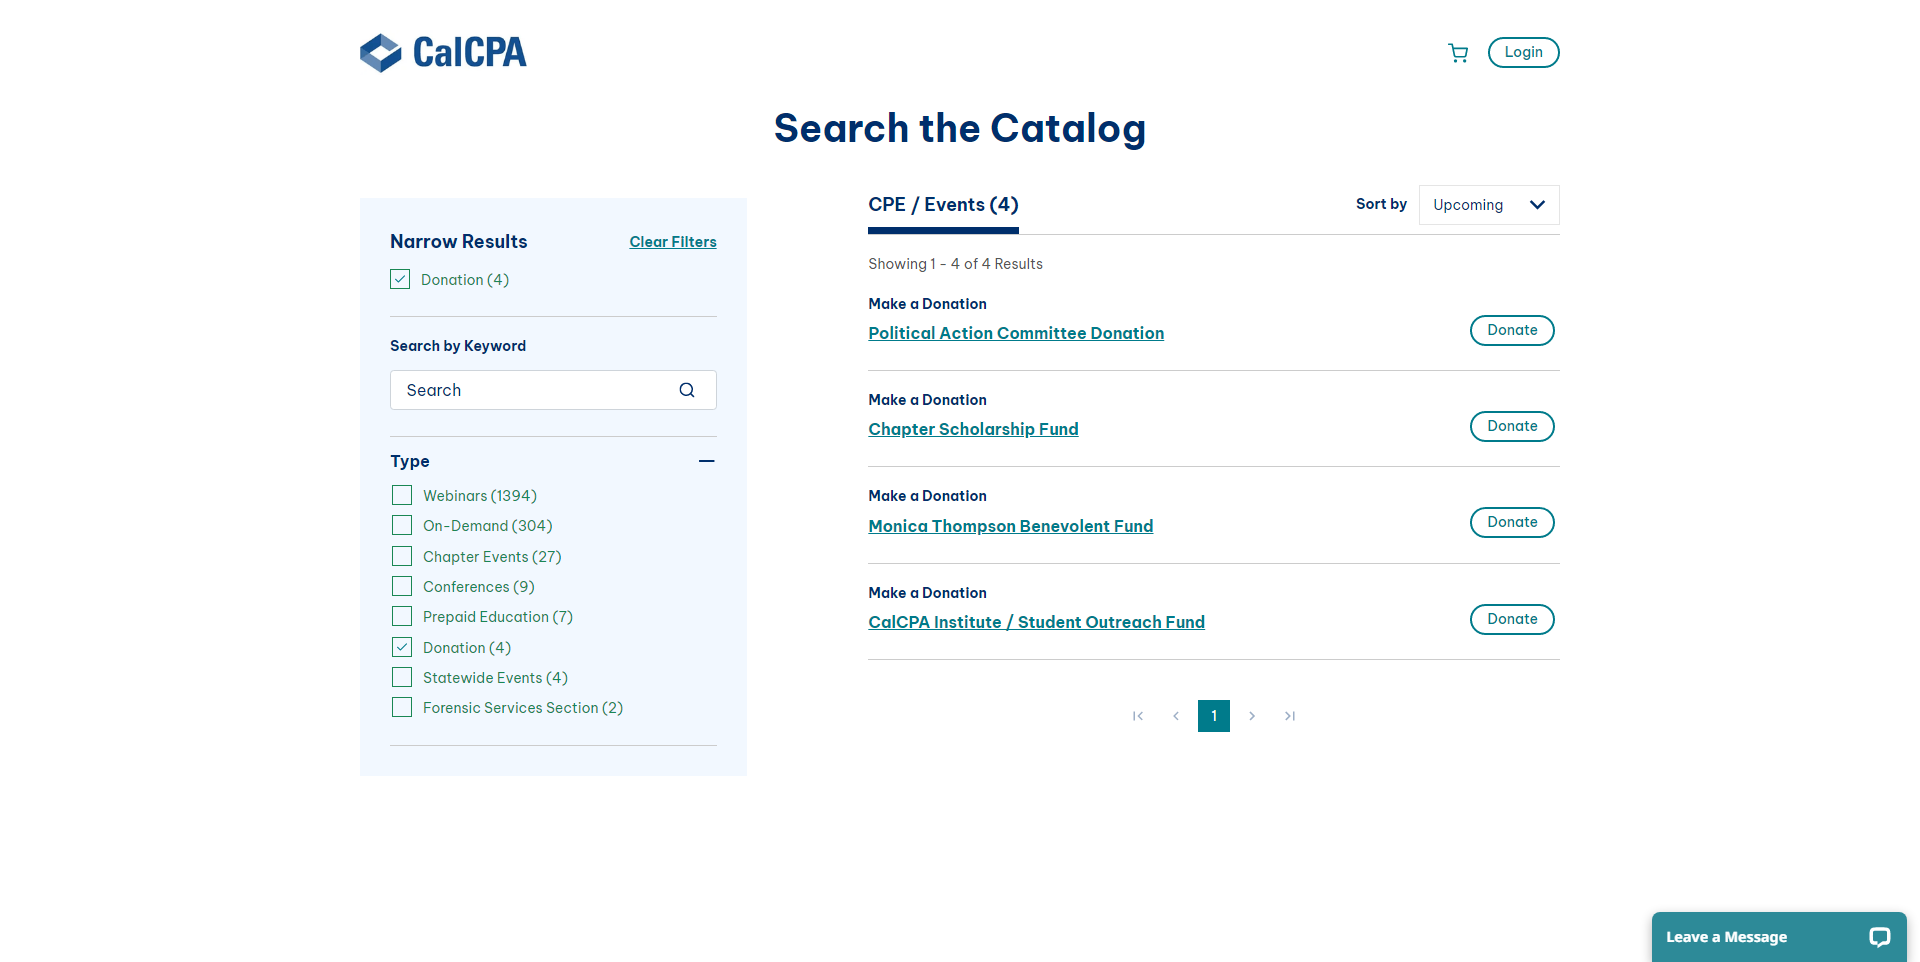 CalCPA
Login
Search the Catalog
Narrow Results
Clear Filters
Donation (4)
Search by Keyword
Search
Type
Webinars (1394)
On-Demand (304)
Chapter Events (27)
Conferences (9)
Prepaid Education (7)
Donation (4)
Statewide Events (4)
Forensic Services Section (2)
CPE / Events (4)
Sort by
Upcoming
Showing 1 - 4 of 4 Results
Make a Donation
Political Action Committee Donation
Donate
Make a Donation
Chapter Scholarship Fund
Donate
Make a Donation
Monica Thompson Benevolent Fund
Donate
Make a Donation
CalCPA Institute / Student Outreach Fund
Donate
1
Leave a Message